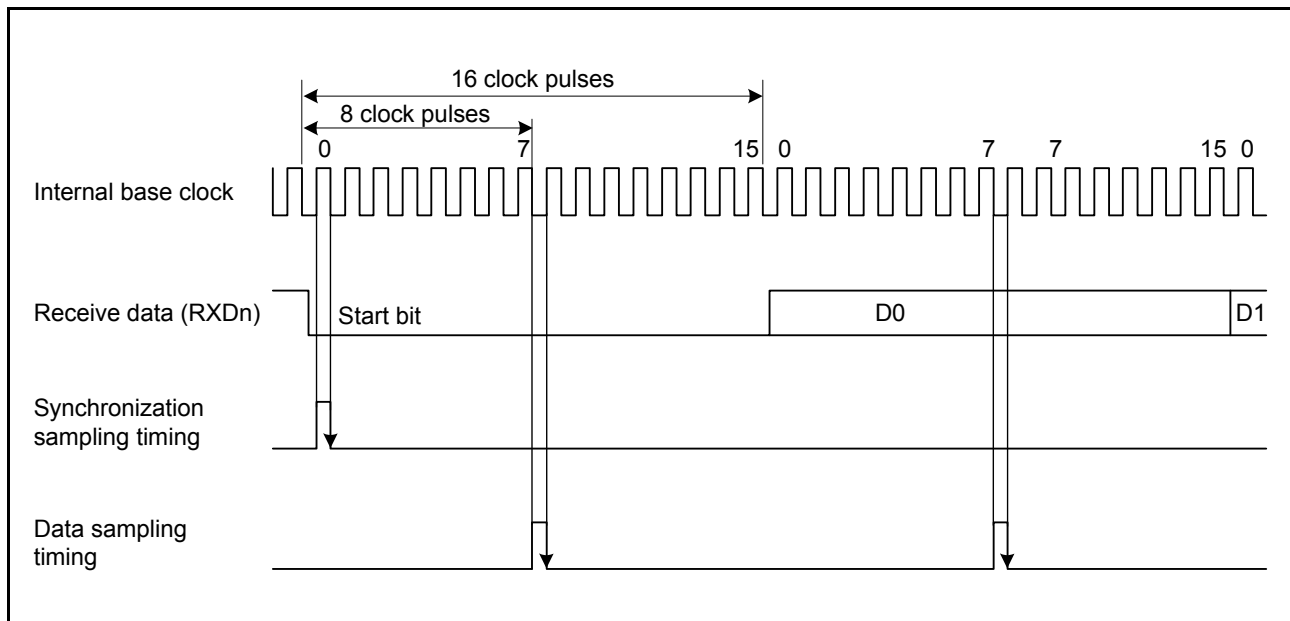 16 clock pulses
8 clock pulses
0 7 15 0 7 7 15 0
Internal base clock
Receive data (RXDn)
Start bit
D0
D1
Synchronization
sampling timing
Data sampling
timing